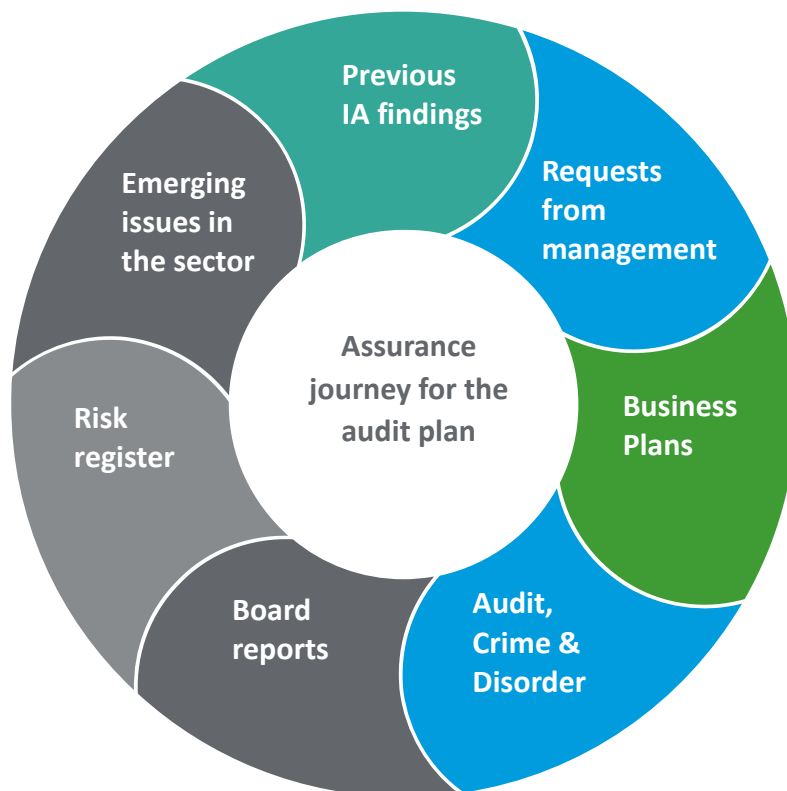 Previous
IA findings
Requests
from
management
Business
Plans
Audit,
Crime &
Disorder
Board
reports
Risk
register
Emerging
issues in
the sector
Assurance
journey for the
audit plan